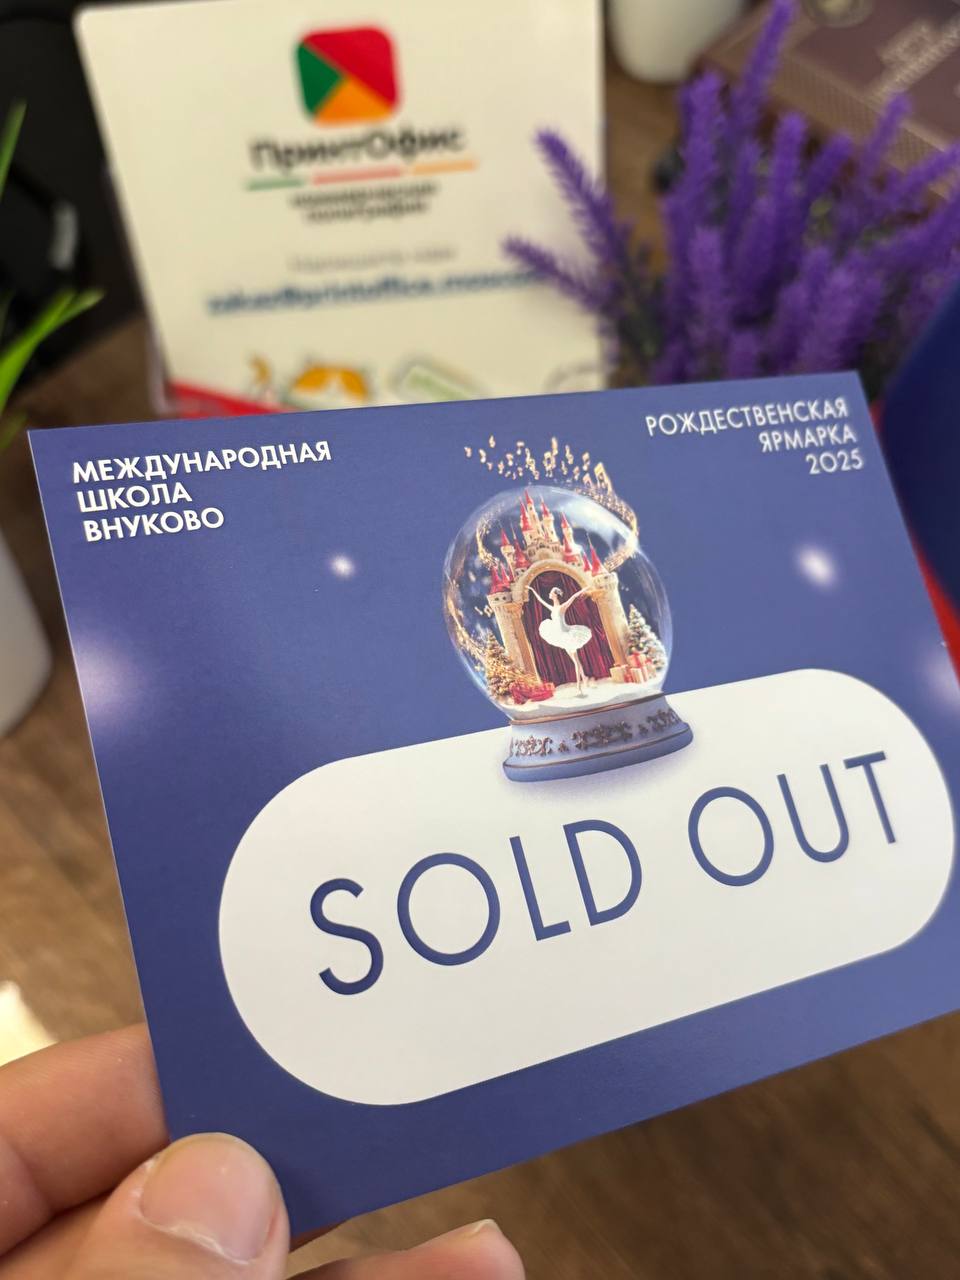 ПринтОфис
МЕЖДУНАРОДНАЯ
ШКОЛА
ВНУКОВО
РОЖДЕСТВЕНСКАЯ
ЯРМАРКА
2025
SOLD OUT